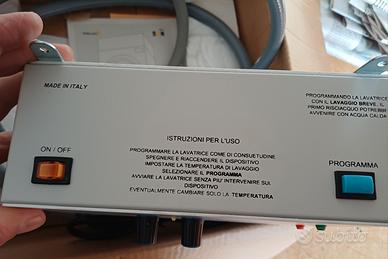 MADE IN ITALY
PROGRAMMANDO LA LAVATRICE
CON IL LAVAGGIO BREVE, IL
PRIMO RISCIACQUO POTREBBE
AVVENIRE CON ACQUA CALDA
ISTRUZIONI PER L'USO
ON / OFF
PROGRAMMARE LA LAVATRICE COME DI CONSUETUDINE
SPEGNERE E RIACCENDERE IL DISPOSITIVO
IMPOSTARE LA TEMPERATURA DI LAVAGGIO
SELEZIONARE IL PROGRAMMA
AVVIARE LA LAVATRICE SENZA PIU' INTERVENIRE SUL
DISPOSITIVO
EVENTUALMENTE CAMBIARE SOLO LA TEMPERATURA
PROGRAMMA
subito